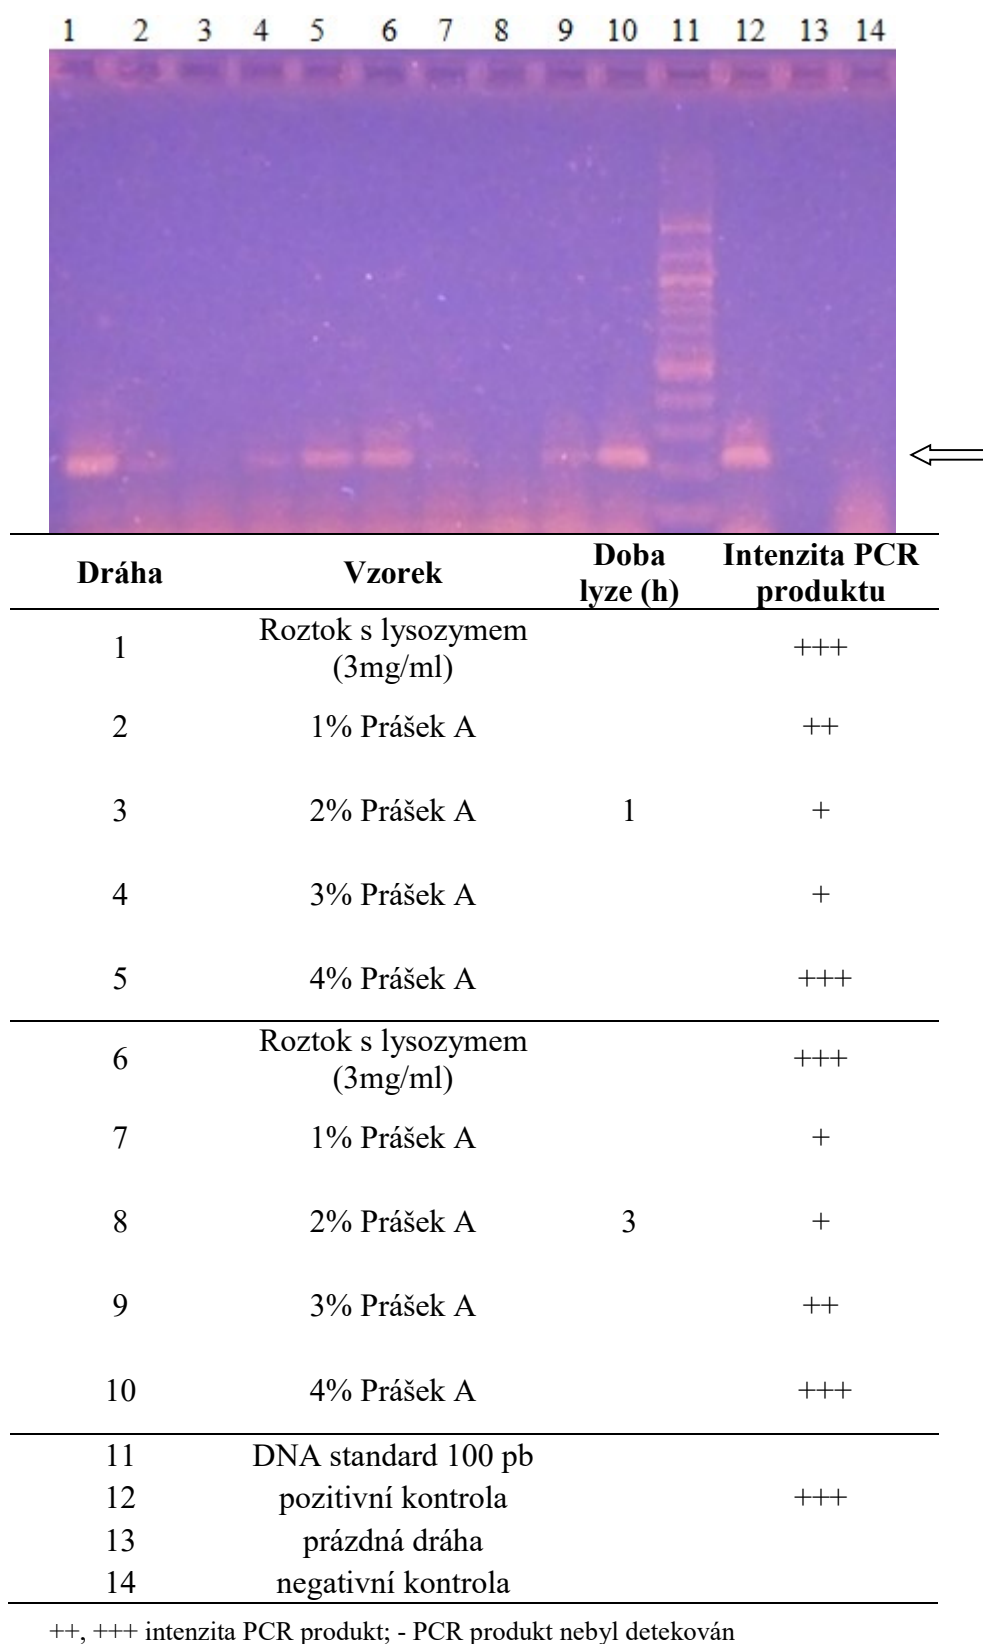 1 2 3 4 5 6 7 8 9 10 11 12 13 14
Dráha Vzorek Doba lyze (h) Intenzita PCR produktu
1 Roztok s lysozymem (3mg/ml) +++
2 1% Prášek A ++
3 2% Prášek A 1 +
4 3% Prášek A +
5 4% Prášek A +++
6 Roztok s lysozymem (3mg/ml) +++
7 1% Prášek A +
8 2% Prášek A 3 +
9 3% Prášek A ++
10 4% Prášek A +++
11 DNA standard 100 pb
12 pozitivní kontrola +++
13 prázdná dráha
14 negativní kontrola
++, +++ intenzita PCR produkt; - PCR produkt nebyl detekován